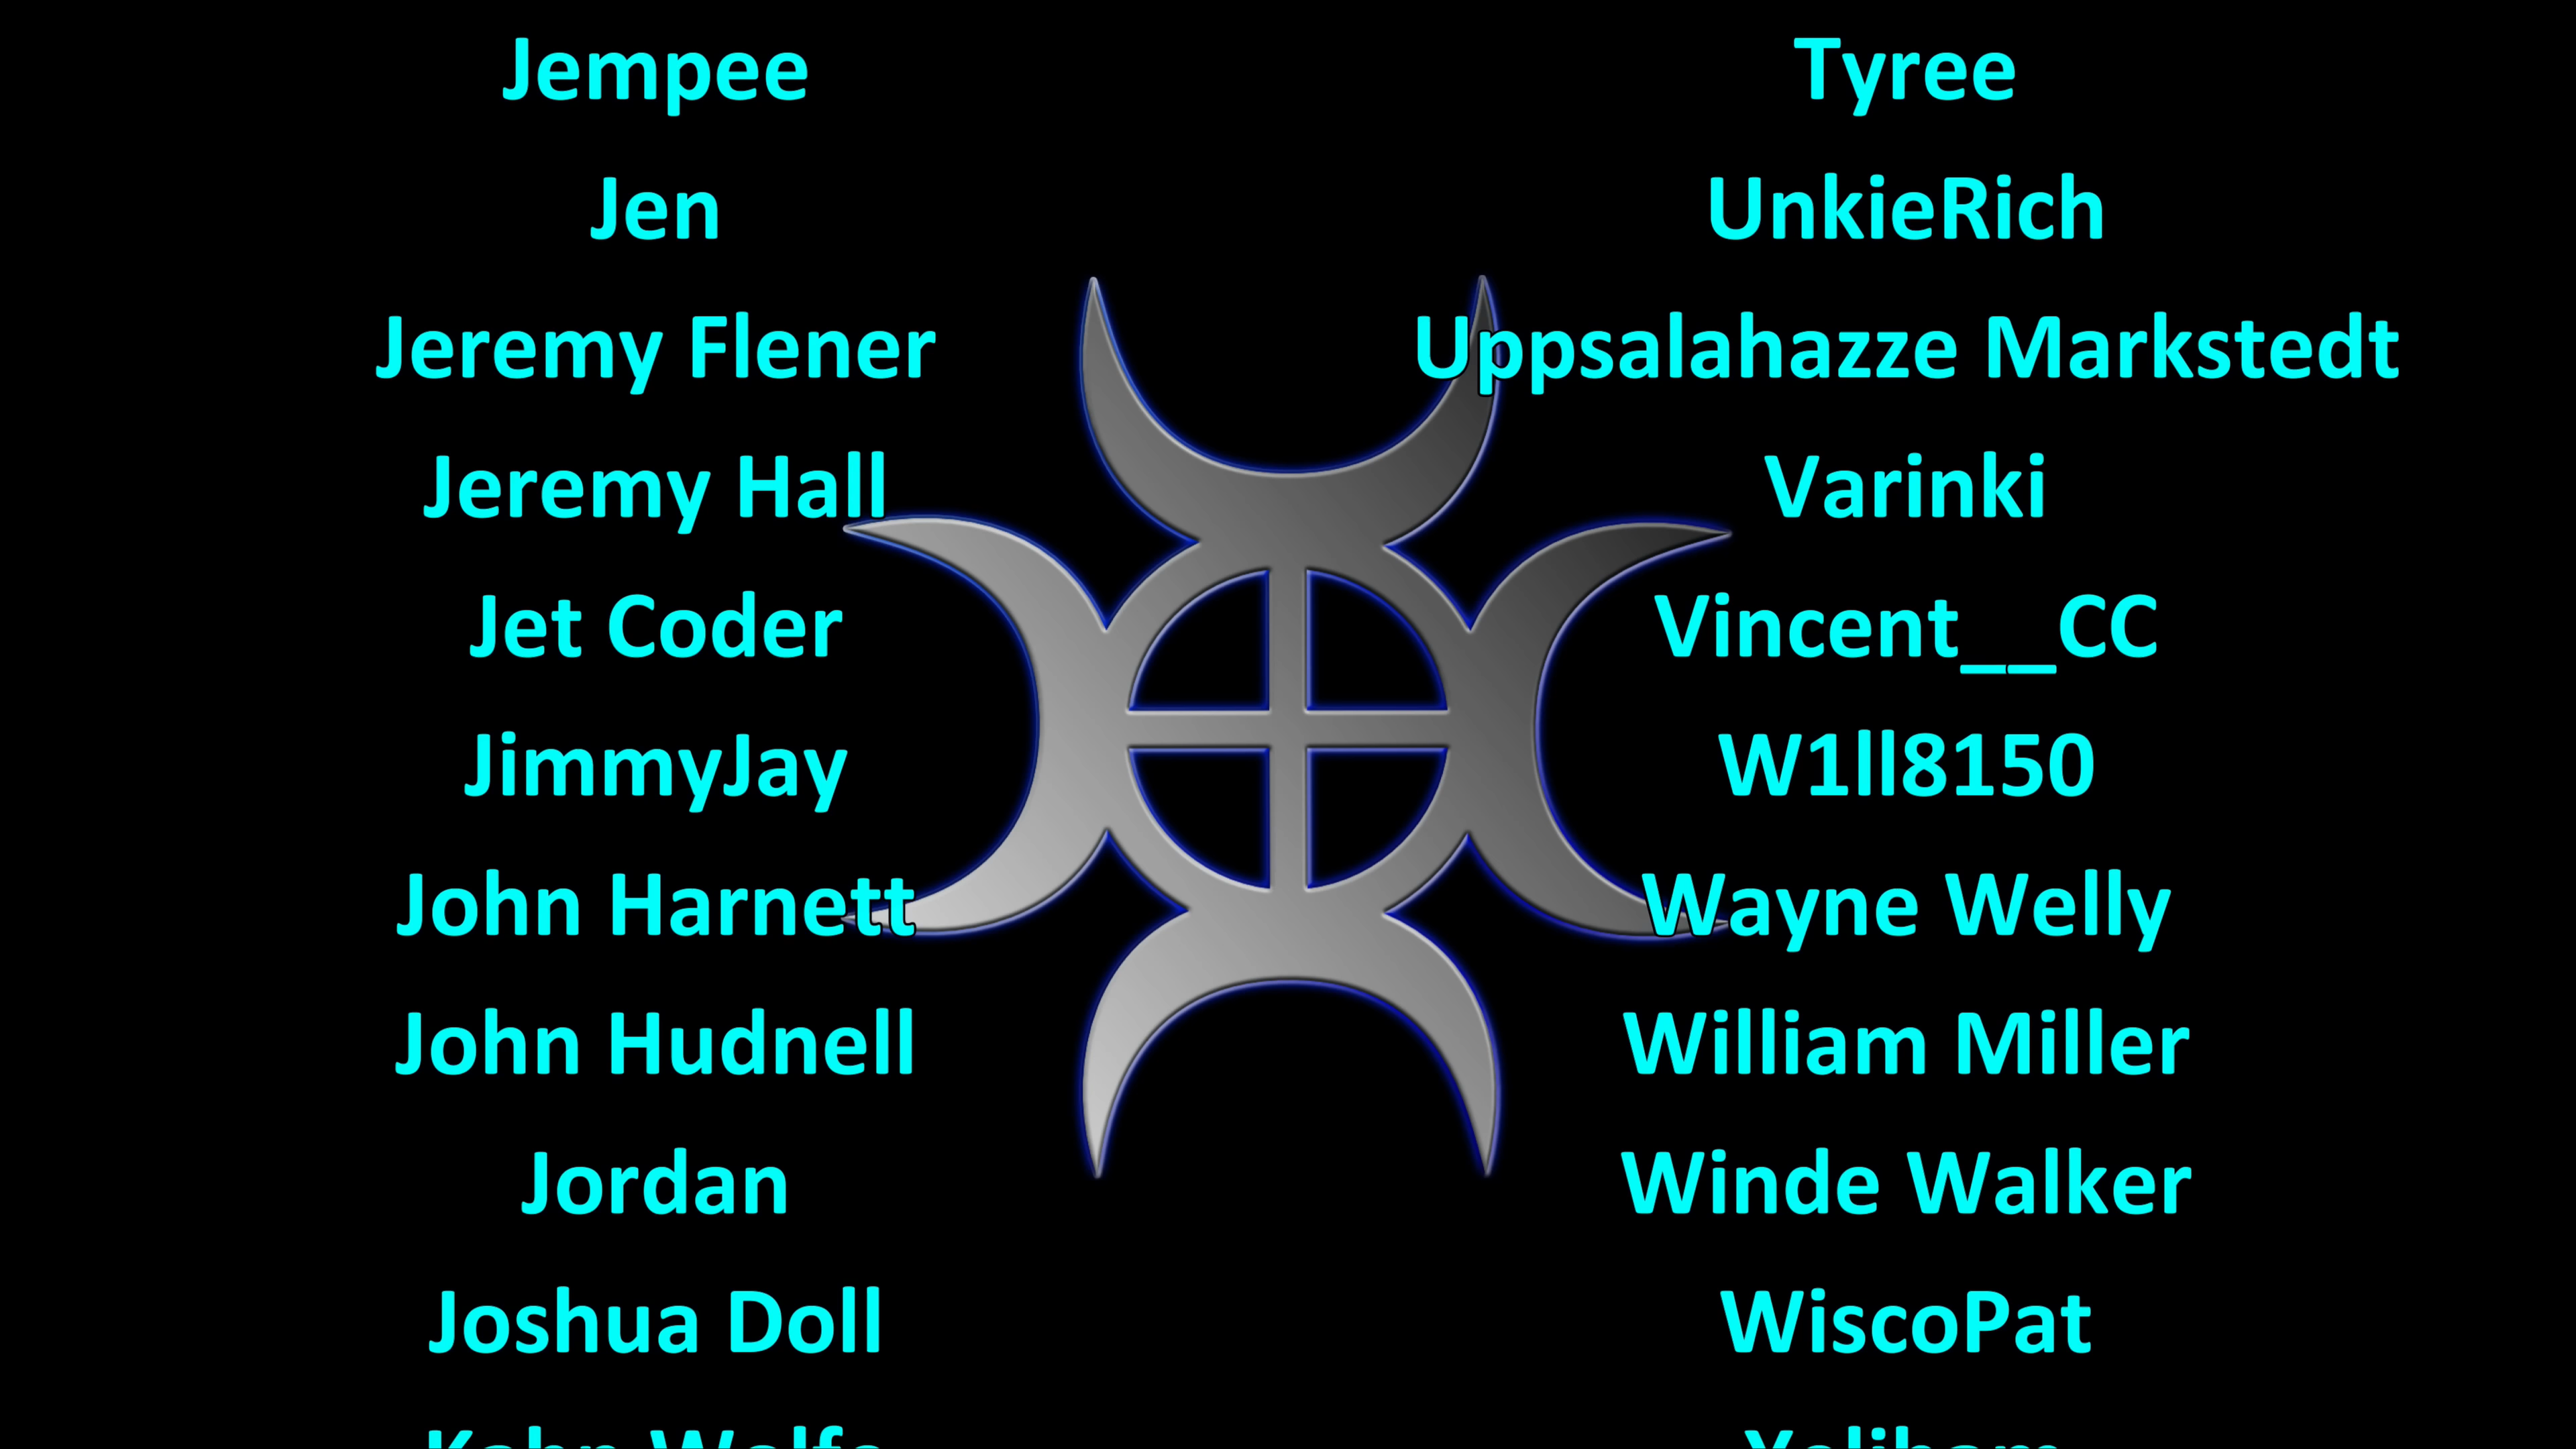 Jempee
Jen
Jeremy Flener
Jeremy Hall
Jet Coder
JimmyJay
John Harnett
John Hudnell
Jordan
Joshua Doll
Tyree
UnkieRich
Uppsalahazze Markstedt
Varinki
Vincent__CC
W1ll8150
Wayne Welly
William Miller
Winde Walker
WiscoPat